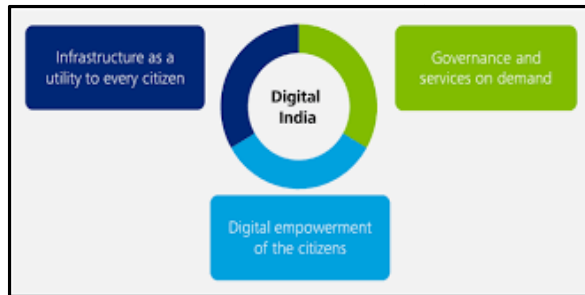 Infrastructure as a
utility to every citizen
Digital
India
Governance and
services on demand
Digital empowerment
of the citizens